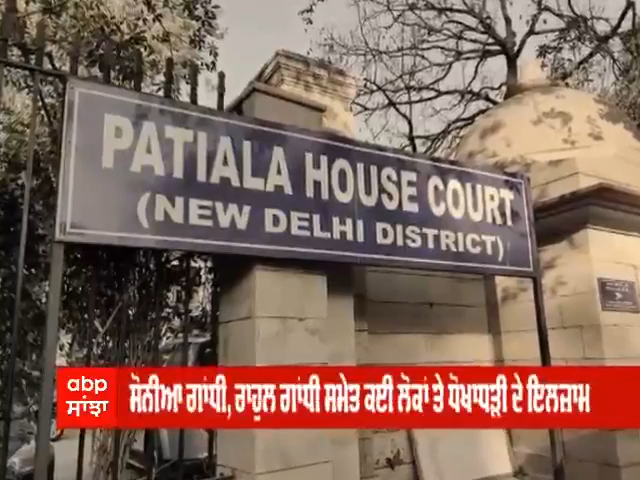 PATIALA HOUSE COURT
(NEW DELHI DISTRICT)
abp
ਸਾਂਝਾ
ਸੋਨੀਆ ਗਾਂਧੀ, ਰਾਹੁਲ ਗਾਂਧੀ ਸਮੇਤ ਕਈ ਲੋਕਾਂ ਤੇ ਧੋਖਾਧੜੀ ਦੇ ਇਲਜ਼ਾਮ